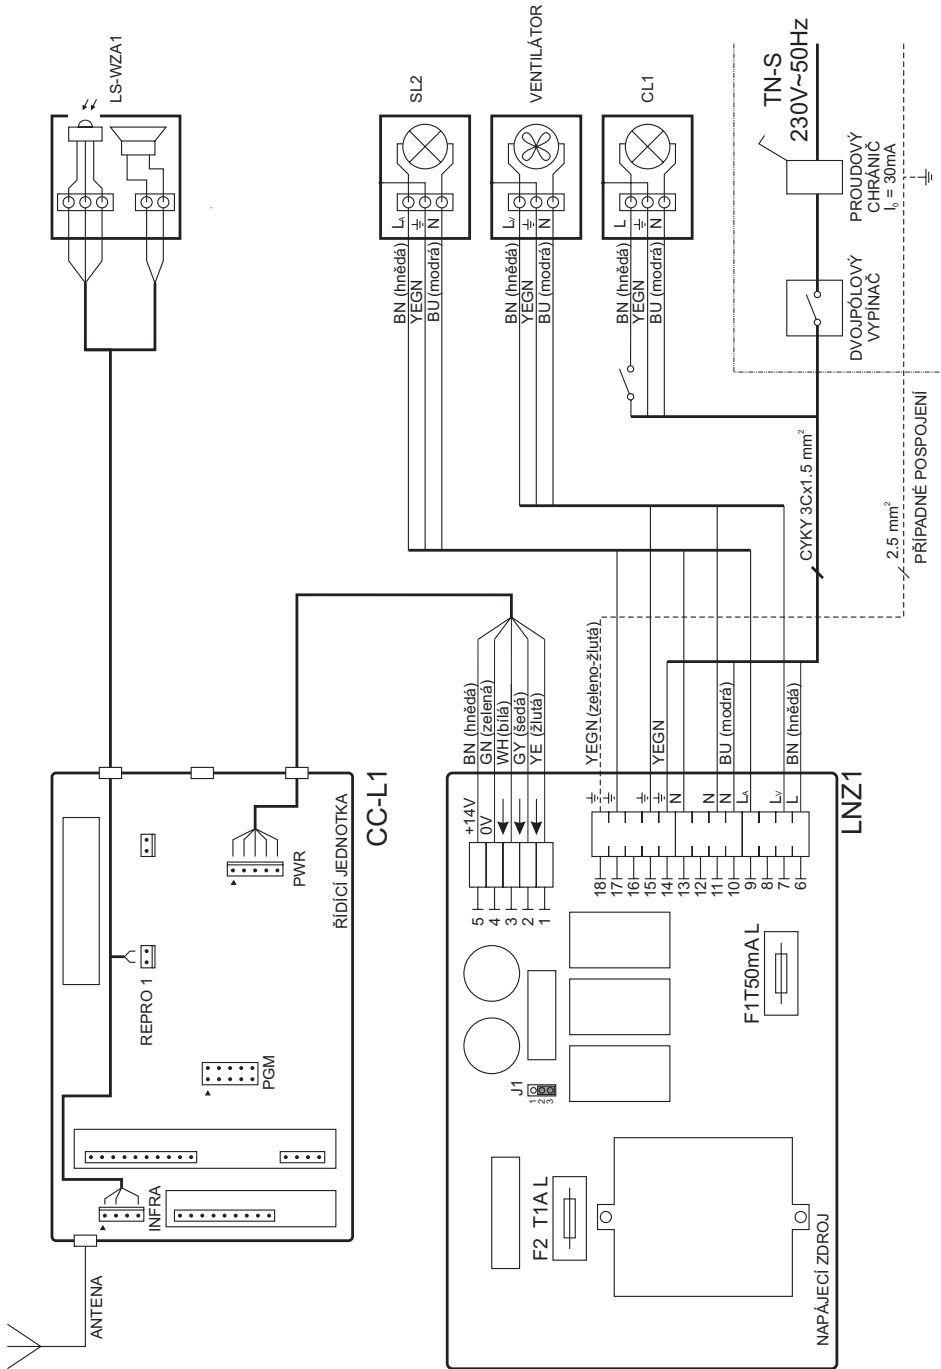 LS-WZA1
SL2
VENTILÁTOR
CL1
TN-S
230V~50Hz
PROUDOVÝ
CHRÁNIČ
I₀ = 30mA
DVOJPÓLOVÝ
VYPÍNAČ
Lₐ
N
BN (hnědá)
YEGN
BU (modrá)
Lᵥ
N
BN (hnědá)
YEGN
BU (modrá)
L
N
BN (hnědá)
YEGN
BU (modrá)
CYKY 3Cx1.5 mm²
2.5 mm²
PŘÍPADNÉ POSPOJENÍ
ŘÍDÍCÍ JEDNOTKA
CC-L1
PWR
REPRO 1
PGM
INFRA
ANTENA
BN (hnědá)
GN (zelená)
WH (bílá)
GY (šedá)
YE (žlutá)
+14V
0V
5
4
3
2
1
YEGN (zeleno-žlutá)
YEGN
BU (modrá)
BN (hnědá)
N
N
N
Lₐ
Lᵥ
L
18
17
16
15
14
13
12
11
10
9
8
7
6
LNZ1
J1
1
2
3
F1T50mA L
F2 T1A L
NAPÁJECÍ ZDROJ